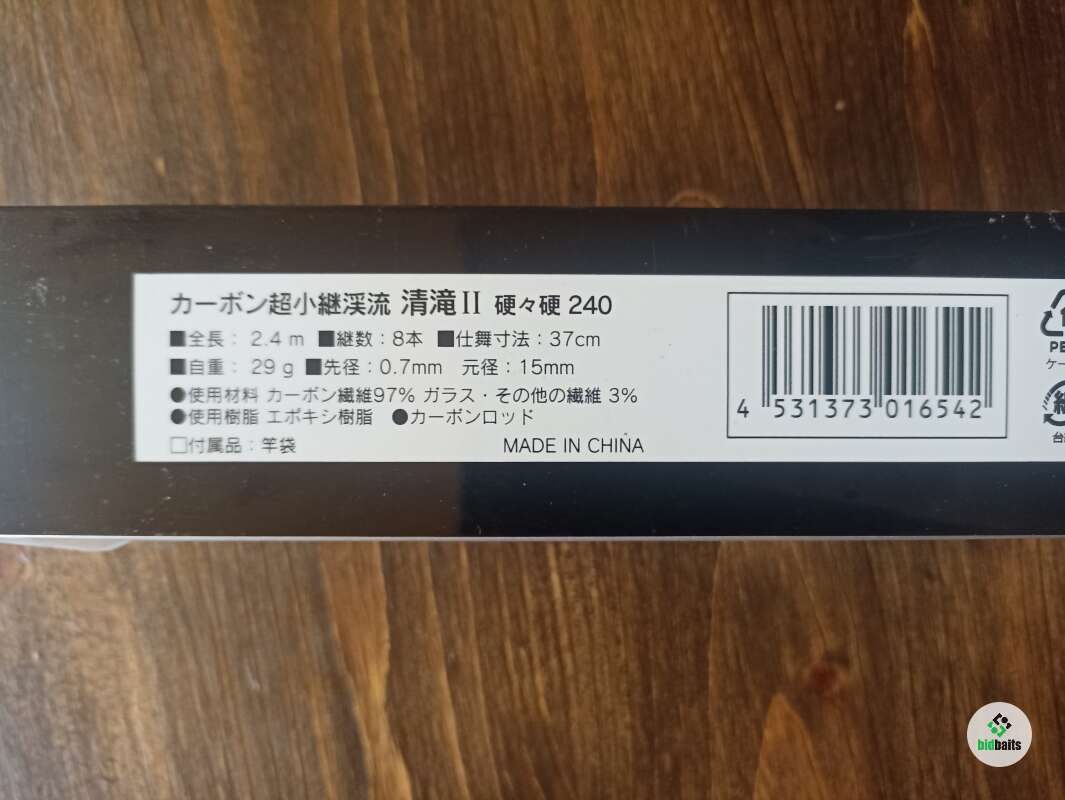 カーボン超小継渓流 清滝II 硬々硬 240
■全長： 2.4 m ■継数：8本 ■仕舞寸法：37cm
■自重： 29 g ■先径：0.7mm 元径：15mm
●使用材料 カーボン繊維97% ガラス・その他の繊維 3%
●使用樹脂 エポキシ樹脂 ●カーボンロッド
□付属品：竿袋 MADE IN CHINA
4 531373 016542
PE
ケー
台
bidbaits